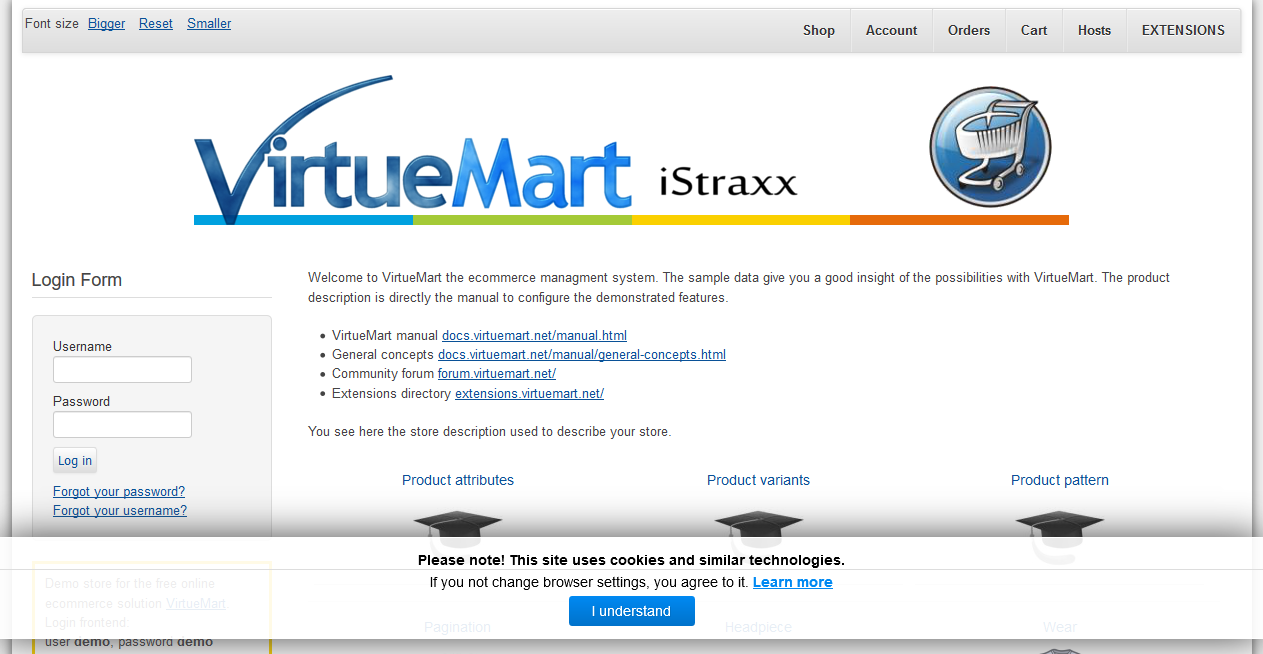 Font size Bigger Reset Smaller
Shop Account Orders Cart Hosts EXTENSIONS
VirtueMart iStraxx
Login Form
Username
Password
Log in
Forgot your password?
Forgot your username?
Welcome to VirtueMart the ecommerce managment system. The sample data give you a good insight of the possibilities with VirtueMart. The product
description is directly the manual to configure the demonstrated features.
VirtueMart manual docs.virtuemart.net/manual.html
General concepts docs.virtuemart.net/manual/general-concepts.html
Community forum forum.virtuemart.net/
Extensions directory extensions.virtuemart.net/
You see here the store description used to describe your store.
Product attributes Product variants Product pattern
Please note! This site uses cookies and similar technologies.
If you not change browser settings, you agree to it. Learn more
I understand
Demo store for the free online
ecommerce solution VirtueMart.
Login fiontend:
user demo, password demo
Pagination Headpiece Wear